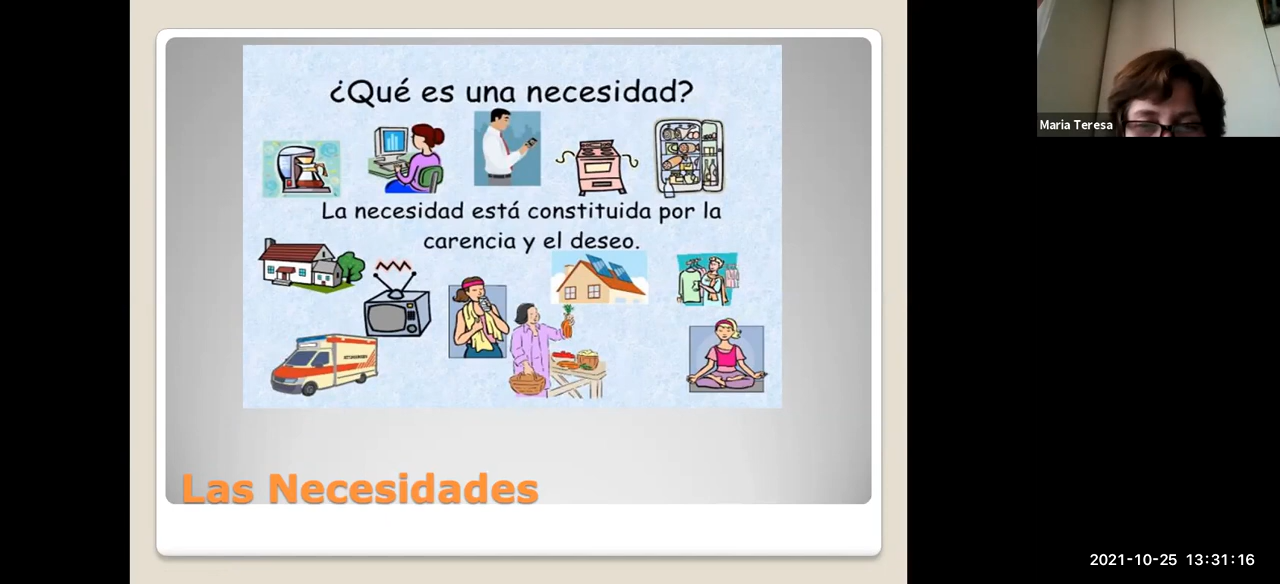 ¿Qué es una necesidad?
La necesidad está constituida por la
carencia y el deseo.
Las Necesidades
Maria Teresa
2021-10-25 13:31:16